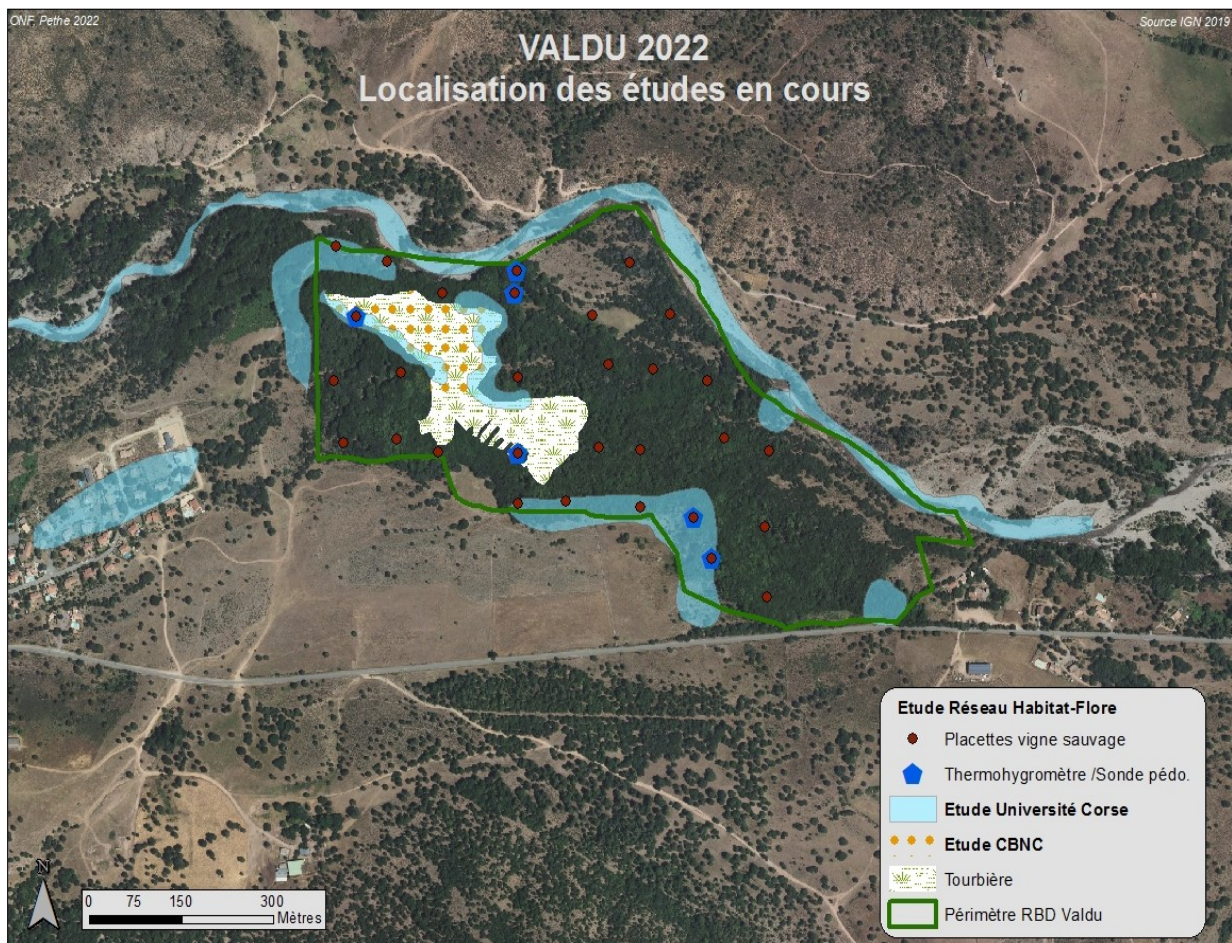 ONF, Pethe 2022
Source IGN 2019
VALDU 2022
Localisation des études en cours
Etude Réseau Habitat-Flore
Placettes vigne sauvage
Thermohygromètre /Sonde pédo.
Etude Université Corse
Etude CBNC
Tourbière
Périmètre RBD Valdu
N
0 75 150 300
Mètres